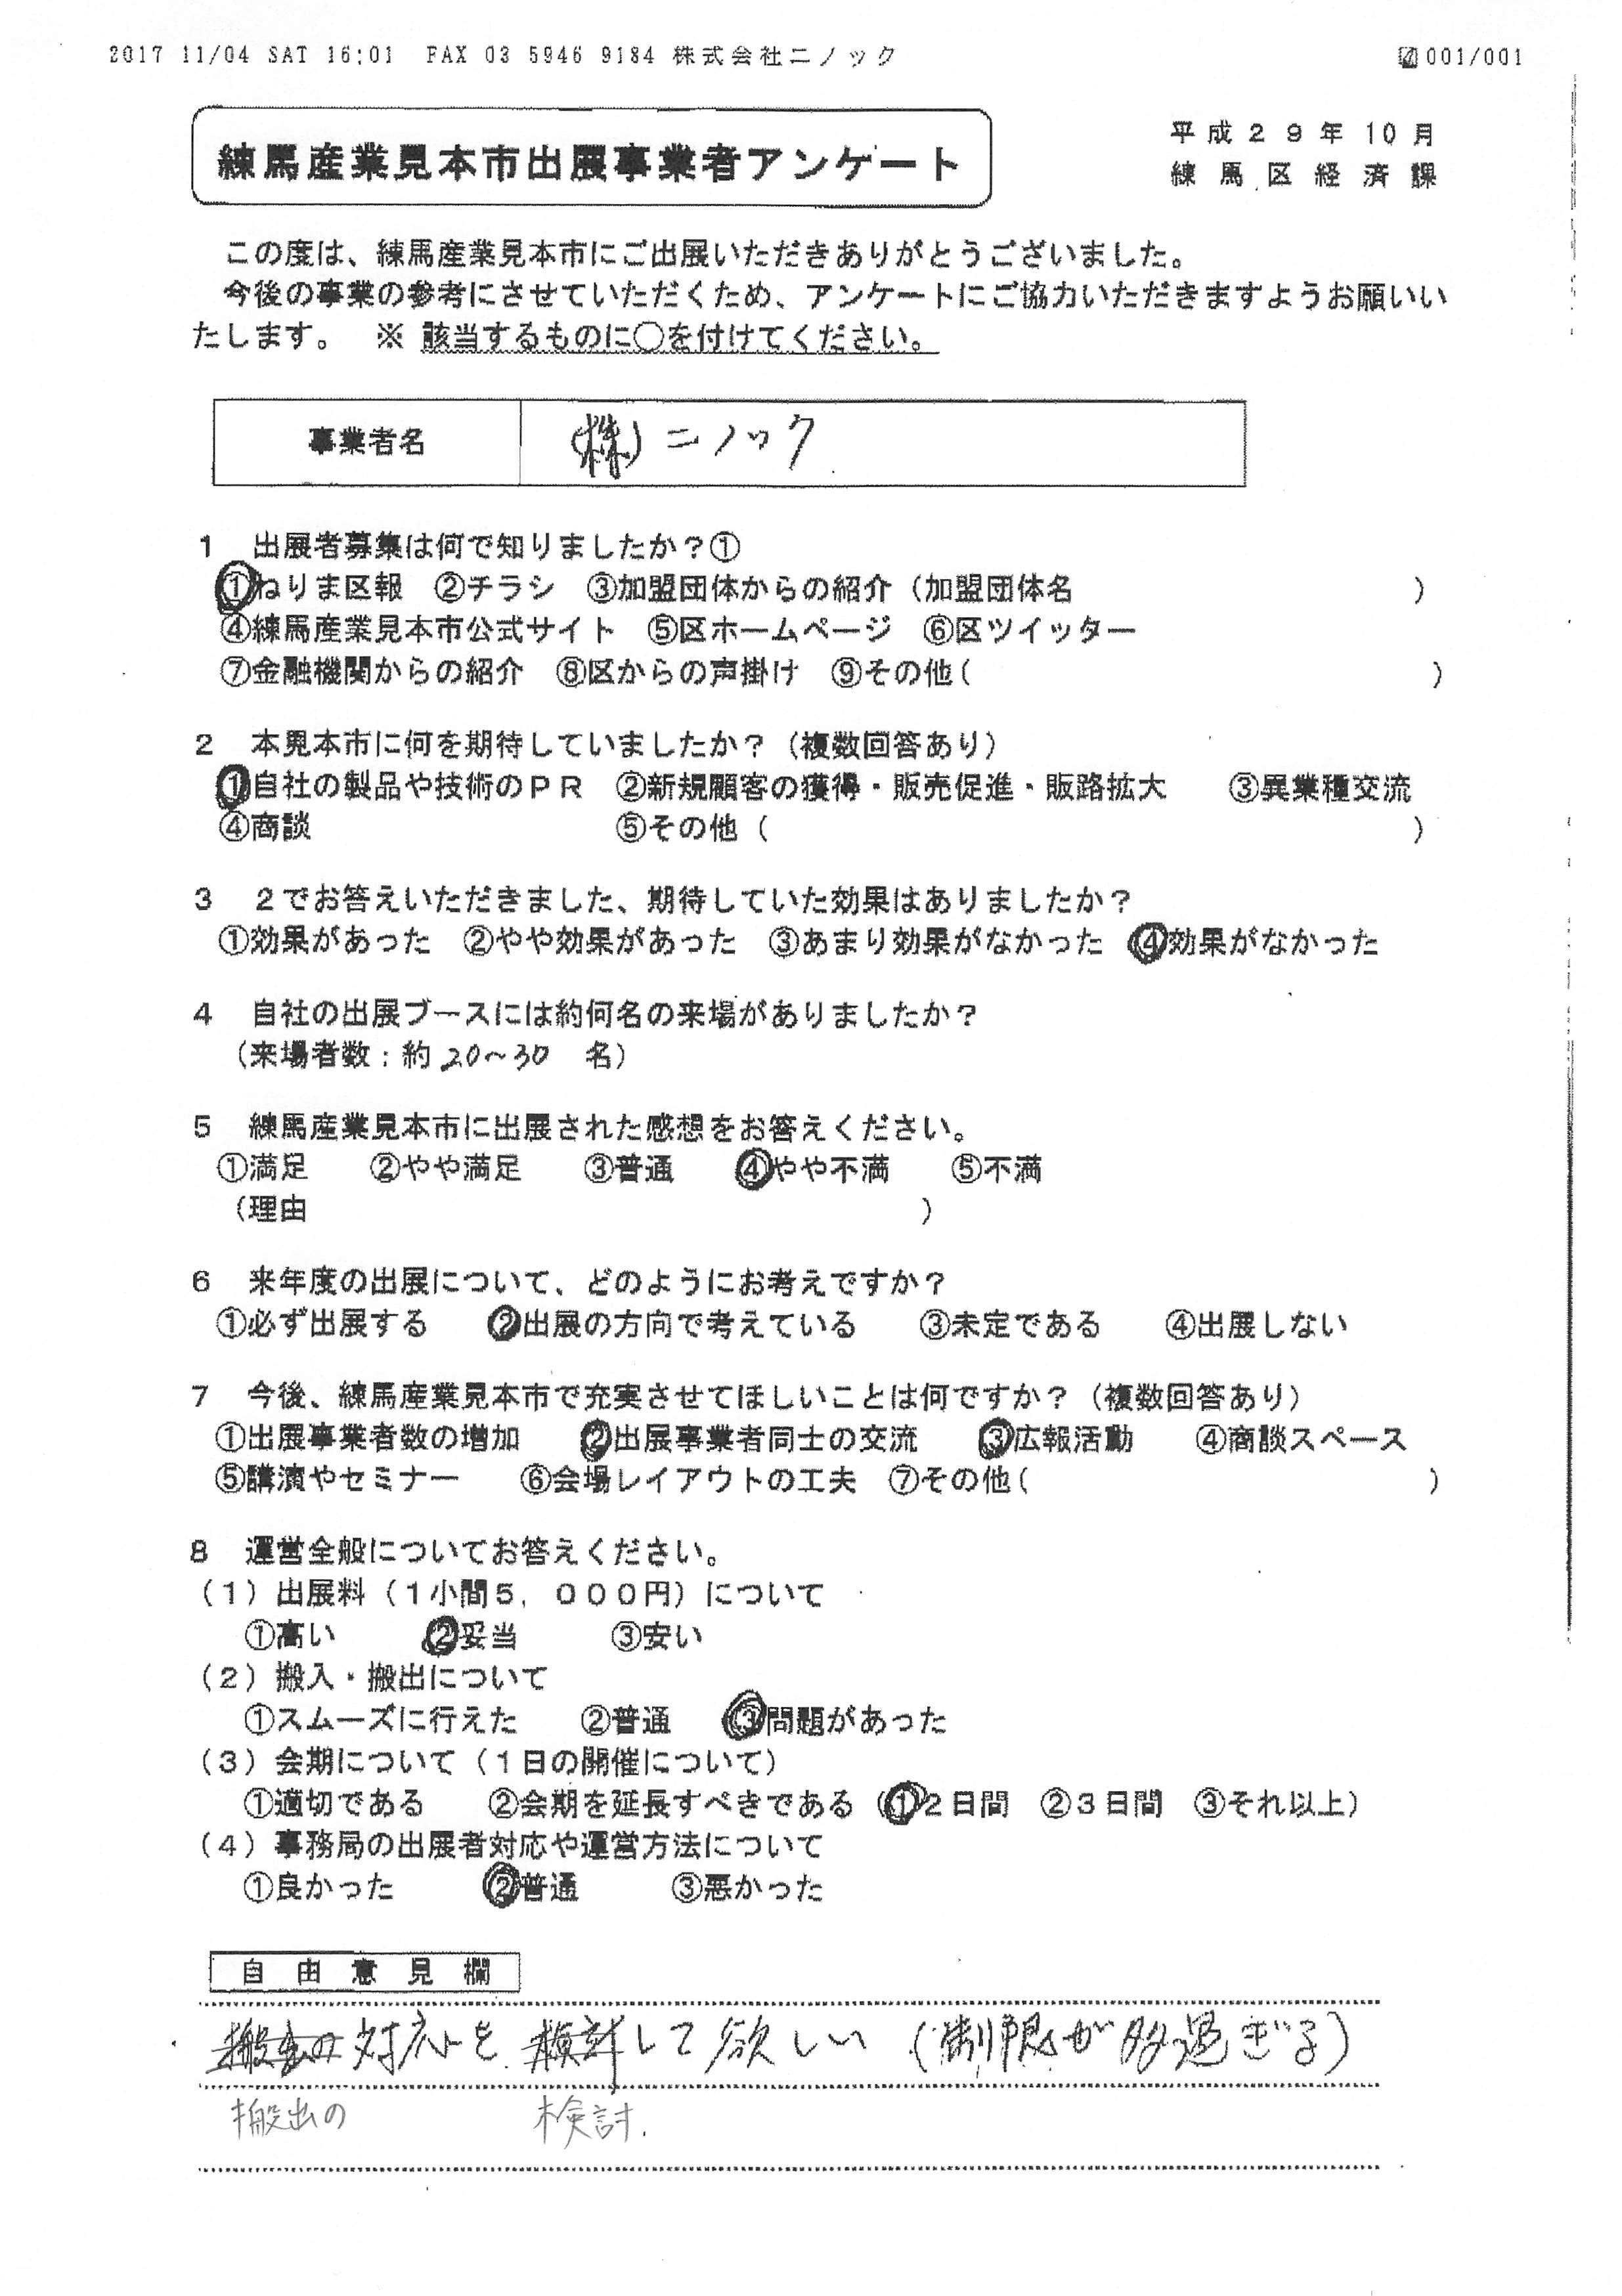 2017 11/04 SAT 16:01 FAX 03 5946 9184 株式会社ニノック 001/001
練馬産業見本市出展事業者アンケート
平成29年10月
練馬区経済課
この度は、練馬産業見本市にご出展いただきありがとうございました。
今後の事業の参考にさせていただくため、アンケートにご協力いただきますようお願いい
たします。 ※ 該当するものに○を付けてください。
事業者名 (株)ニノック
1 出展者募集は何で知りましたか？①
①ねりま区報 ②チラシ ③加盟団体からの紹介（加盟団体名 ）
④練馬産業見本市公式サイト ⑤区ホームページ ⑥区ツイッター
⑦金融機関からの紹介 ⑧区からの声掛け ⑨その他( )
2 本見本市に何を期待していましたか？（複数回答あり）
①自社の製品や技術のＰＲ ②新規顧客の獲得・販売促進・販路拡大 ③異業種交流
④商談 ⑤その他（ ）
3 2でお答えいただきました、期待していた効果はありましたか？
①効果があった ②やや効果があった ③あまり効果がなかった ④効果がなかった
4 自社の出展ブースには約何名の来場がありましたか？
（来場者数：約 20～30 名）
5 練馬産業見本市に出展された感想をお答えください。
①満足 ②やや満足 ③普通 ④やや不満 ⑤不満
（理由 ）
6 来年度の出展について、どのようにお考えですか？
①必ず出展する ②出展の方向で考えている ③未定である ④出展しない
7 今後、練馬産業見本市で充実させてほしいことは何ですか？（複数回答あり）
①出展事業者数の増加 ②出展事業者同士の交流 ③広報活動 ④商談スペース
⑤講演やセミナー ⑥会場レイアウトの工夫 ⑦その他( )
8 運営全般についてお答えください。
（1）出展料（1小間5，000円）について
①高い ②妥当 ③安い
（2）搬入・搬出について
①スムーズに行えた ②普通 ③問題があった
（3）会期について（1日の開催について）
①適切である ②会期を延長すべきである（①2日間 ②3日間 ③それ以上）
（4）事務局の出展者対応や運営方法について
①良かった ②普通 ③悪かった
自由意見欄
搬出の対応を検討して欲しい（制限が多過ぎる）
搬出の 検討.